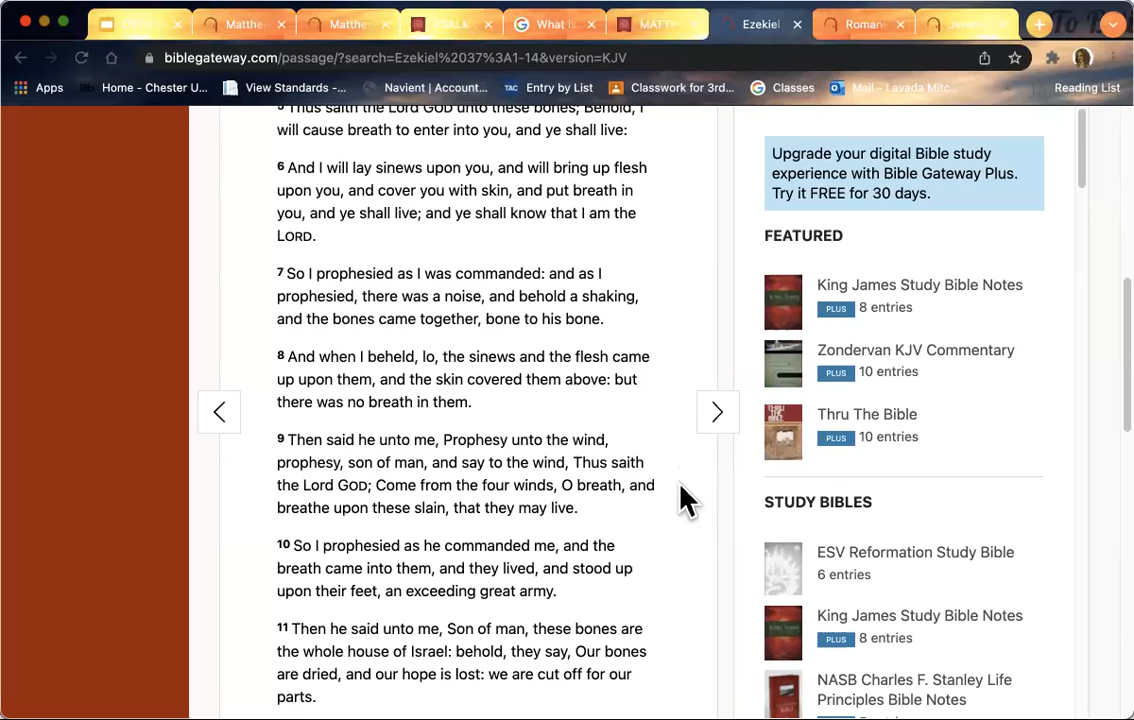 Matthe
Matthe
What is
MATT
Ezekiel
Roman
To B
biblegateway.com/passage/?search=Ezekiel%2037%3A1-14&version=KJV
Apps
Home - Chester U...
View Standards -...
Navient | Account...
TAC Entry by List
Classwork for 3rd...
Classes
Mail - Lavada Mitc...
Reading List
5 Thus saith the Lord GOD unto these bones; Behold, I
will cause breath to enter into you, and ye shall live:
6 And I will lay sinews upon you, and will bring up flesh
upon you, and cover you with skin, and put breath in
you, and ye shall live; and ye shall know that I am the
LORD.
7 So I prophesied as I was commanded: and as I
prophesied, there was a noise, and behold a shaking,
and the bones came together, bone to his bone.
8 And when I beheld, lo, the sinews and the flesh came
up upon them, and the skin covered them above: but
there was no breath in them.
9 Then said he unto me, Prophesy unto the wind,
prophesy, son of man, and say to the wind, Thus saith
the Lord GOD; Come from the four winds, O breath, and
breathe upon these slain, that they may live.
10 So I prophesied as he commanded me, and the
breath came into them, and they lived, and stood up
upon their feet, an exceeding great army.
11 Then he said unto me, Son of man, these bones are
the whole house of Israel: behold, they say, Our bones
are dried, and our hope is lost: we are cut off for our
parts.
Upgrade your digital Bible study
experience with Bible Gateway Plus.
Try it FREE for 30 days.
FEATURED
King James Study Bible Notes
PLUS 8 entries
Zondervan KJV Commentary
PLUS 10 entries
Thru The Bible
PLUS 10 entries
STUDY BIBLES
ESV Reformation Study Bible
6 entries
King James Study Bible Notes
PLUS 8 entries
NASB Charles F. Stanley Life
Principles Bible Notes